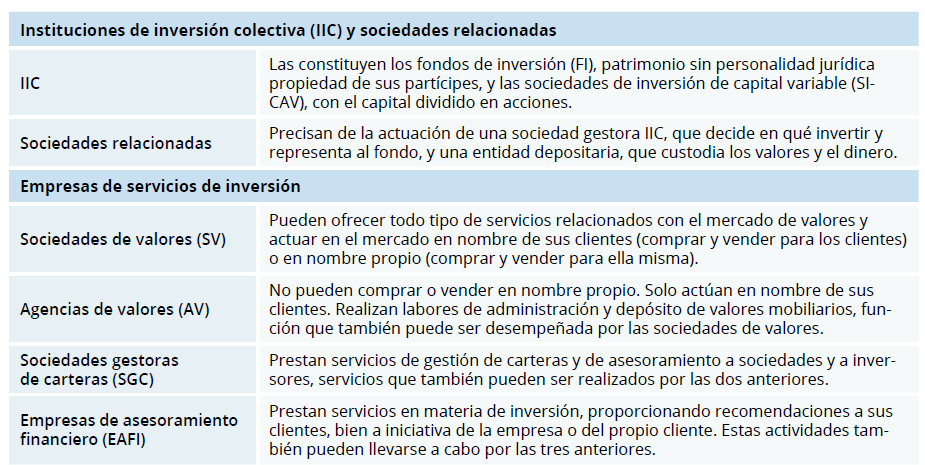 Instituciones de inversión colectiva (IIC) y sociedades relacionadas
IIC
Las constituyen los fondos de inversión (FI), patrimonio sin personalidad jurídica
propiedad de sus partícipes, y las sociedades de inversión de capital variable (SI-
CAV), con el capital dividido en acciones.
Sociedades relacionadas
Precisan de la actuación de una sociedad gestora IIC, que decide en qué invertir y
representa al fondo, y una entidad depositaria, que custodia los valores y el dinero.
Empresas de servicios de inversión
Sociedades de valores (SV)
Pueden ofrecer todo tipo de servicios relacionados con el mercado de valores y
actuar en el mercado en nombre de sus clientes (comprar y vender para los clientes)
o en nombre propio (comprar y vender para ella misma).
Agencias de valores (AV)
No pueden comprar o vender en nombre propio. Solo actúan en nombre de sus
clientes. Realizan labores de administración y depósito de valores mobiliarios, fun-
ción que también puede ser desempeñada por las sociedades de valores.
Sociedades gestoras
de carteras (SGC)
Prestan servicios de gestión de carteras y de asesoramiento a sociedades y a inver-
sores, servicios que también pueden ser realizados por las dos anteriores.
Empresas de asesoramiento
financiero (EAFI)
Prestan servicios en materia de inversión, proporcionando recomendaciones a sus
clientes, bien a iniciativa de la empresa o del propio cliente. Estas actividades tam-
bién pueden llevarse a cabo por las tres anteriores.